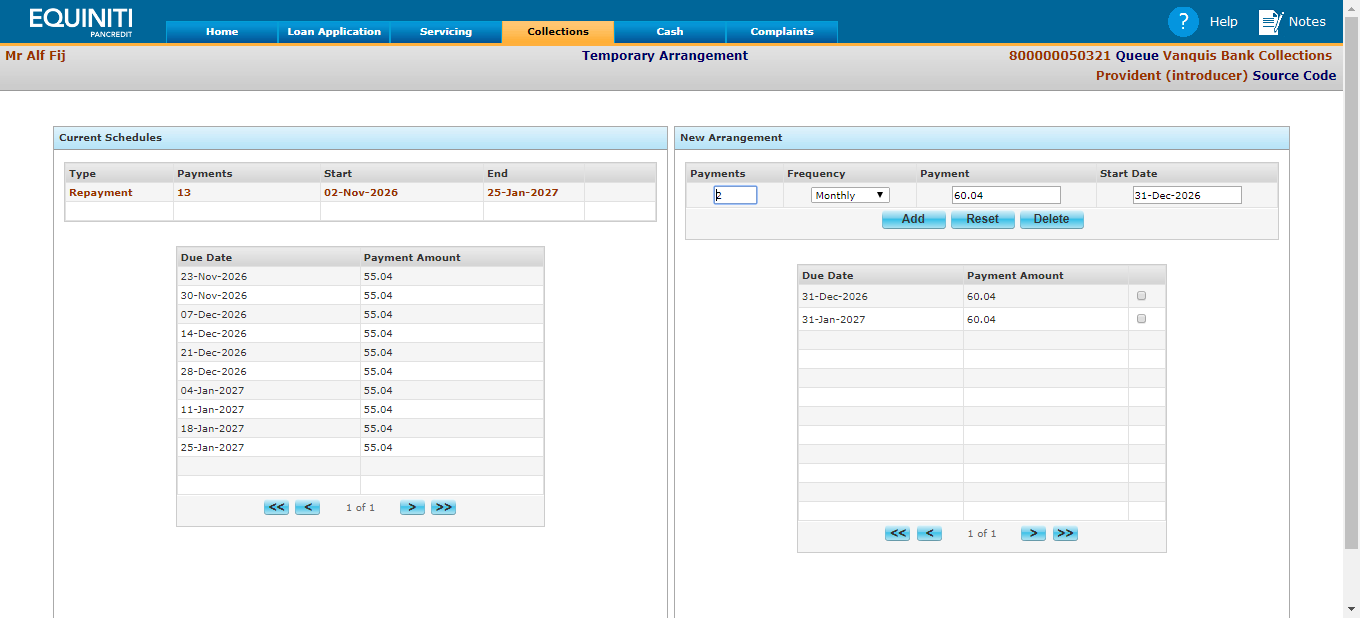 EQUINITI
PANCREDIT
Home Loan Application Servicing Collections Cash Complaints
? Help Notes
Mr Alf Fij Temporary Arrangement 800000050321 Queue Vanquis Bank Collections
Provident (introducer) Source Code
Current Schedules
Type Payments Start End
Repayment 13 02-Nov-2026 25-Jan-2027
Due Date Payment Amount
23-Nov-2026 55.04
30-Nov-2026 55.04
07-Dec-2026 55.04
14-Dec-2026 55.04
21-Dec-2026 55.04
28-Dec-2026 55.04
04-Jan-2027 55.04
11-Jan-2027 55.04
18-Jan-2027 55.04
25-Jan-2027 55.04
<< < 1 of 1 > >>
New Arrangement
Payments Frequency Payment Start Date
2 Monthly 60.04 31-Dec-2026
Add Reset Delete
Due Date Payment Amount
31-Dec-2026 60.04
31-Jan-2027 60.04
<< < 1 of 1 > >>